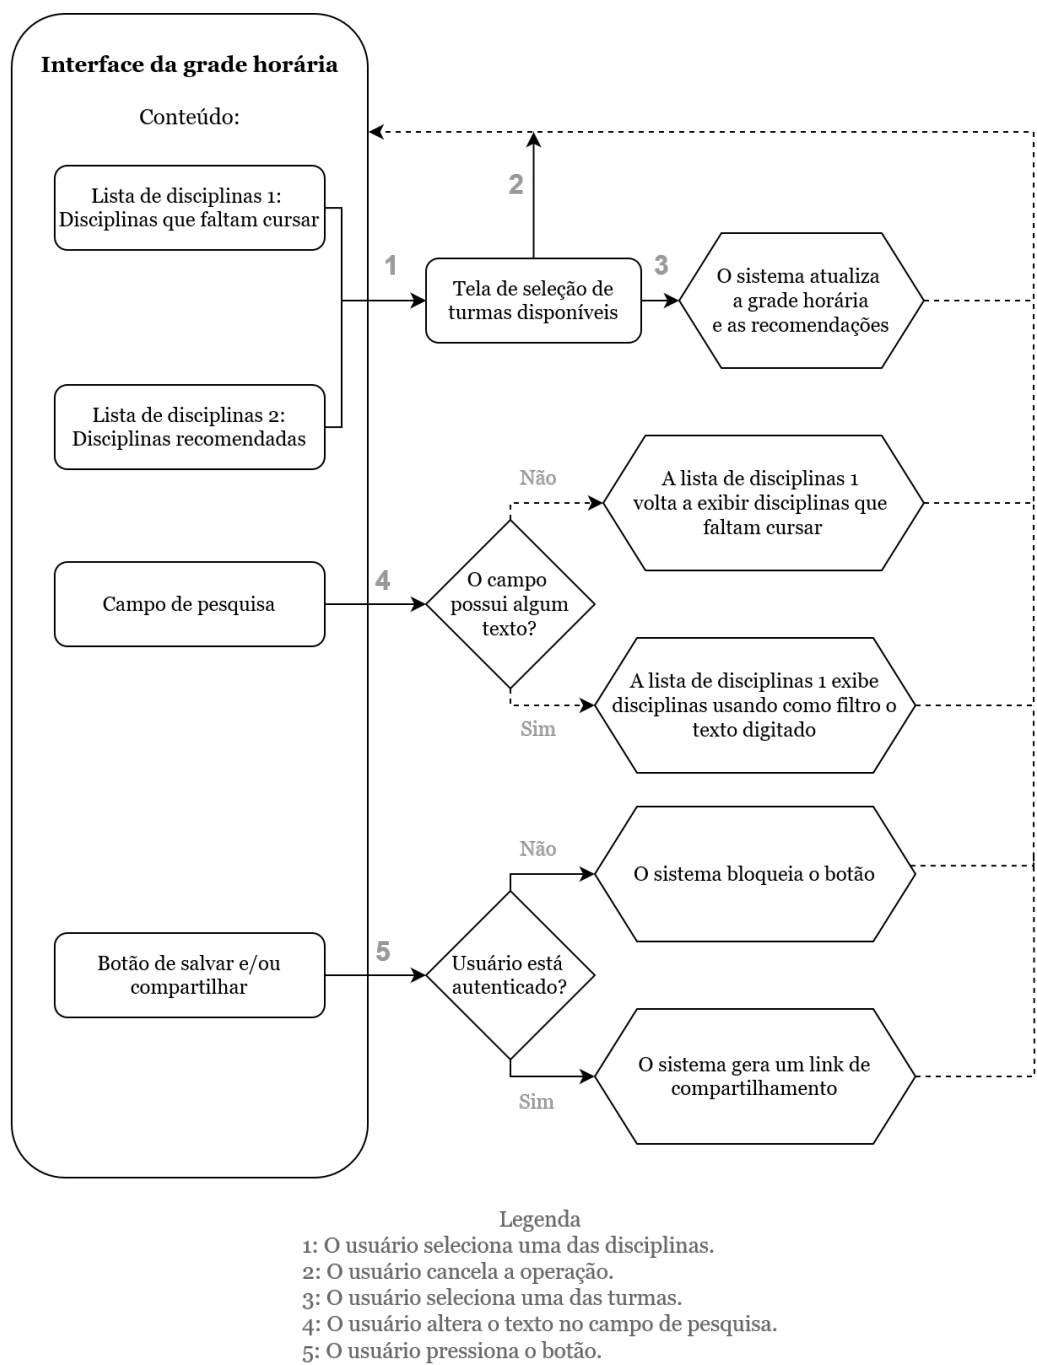 Interface da grade horária
Conteúdo:
Lista de disciplinas 1:
Disciplinas que faltam cursar
1
2
Tela de seleção de
turmas disponíveis
3
O sistema atualiza
a grade horária
e as recomendações
Lista de disciplinas 2:
Disciplinas recomendadas
Campo de pesquisa
4
O campo
possui algum
texto?
Não
A lista de disciplinas 1
volta a exibir disciplinas que
faltam cursar
Sim
A lista de disciplinas 1 exibe
disciplinas usando como filtro o
texto digitado
Botão de salvar e/ou
compartilhar
5
Usuário está
autenticado?
Não
O sistema bloqueia o botão
Sim
O sistema gera um link de
compartilhamento
Legenda
1: O usuário seleciona uma das disciplinas.
2: O usuário cancela a operação.
3: O usuário seleciona uma das turmas.
4: O usuário altera o texto no campo de pesquisa.
5: O usuário pressiona o botão.